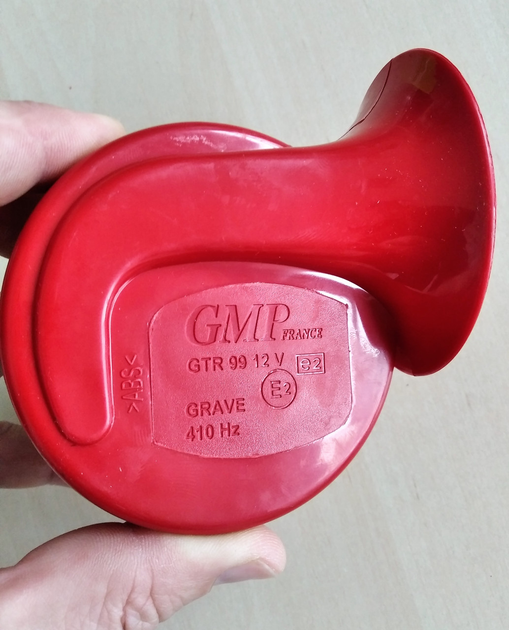 GMP FRANCE
GTR 99 12 V e2
E2
GRAVE
410 Hz
>ABS<